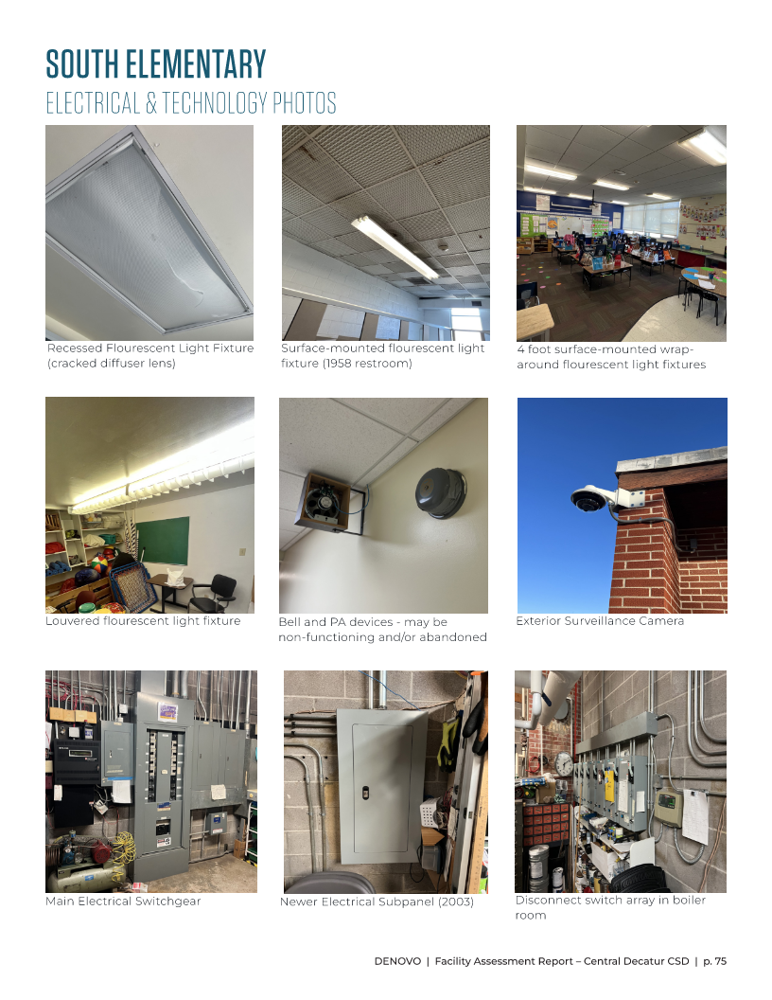 SOUTH ELEMENTARY
ELECTRICAL & TECHNOLOGY PHOTOS
Recessed Flourescent Light Fixture
(cracked diffuser lens)
Surface-mounted flourescent light
fixture (1958 restroom)
4 foot surface-mounted wrap-
around flourescent light fixtures
Louvered flourescent light fixture
Bell and PA devices - may be
non-functioning and/or abandoned
Exterior Surveillance Camera
Main Electrical Switchgear
Newer Electrical Subpanel (2003)
Disconnect switch array in boiler
room
DENOVO | Facility Assessment Report – Central Decatur CSD | p. 75